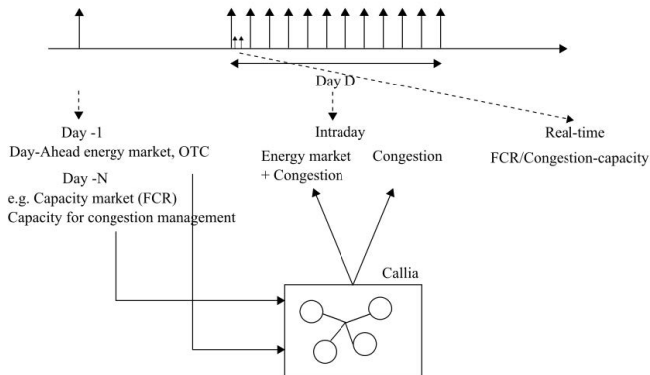 Day D
Day -1
Day-Ahead energy market, OTC
Day -N
e.g. Capacity market (FCR)
Capacity for congestion management
Intraday
Energy market
+ Congestion
Congestion
Real-time
FCR/Congestion-capacity
Callia